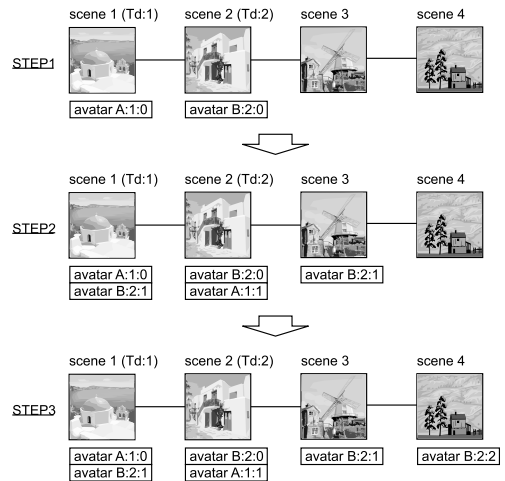 scene 1 (Td:1) scene 2 (Td:2) scene 3 scene 4
STEP1
avatar A:1:0 avatar B:2:0
scene 1 (Td:1) scene 2 (Td:2) scene 3 scene 4
STEP2
avatar A:1:0 avatar B:2:0 avatar B:2:1
avatar B:2:1 avatar A:1:1
scene 1 (Td:1) scene 2 (Td:2) scene 3 scene 4
STEP3
avatar A:1:0 avatar B:2:0 avatar B:2:1 avatar B:2:2
avatar B:2:1 avatar A:1:1